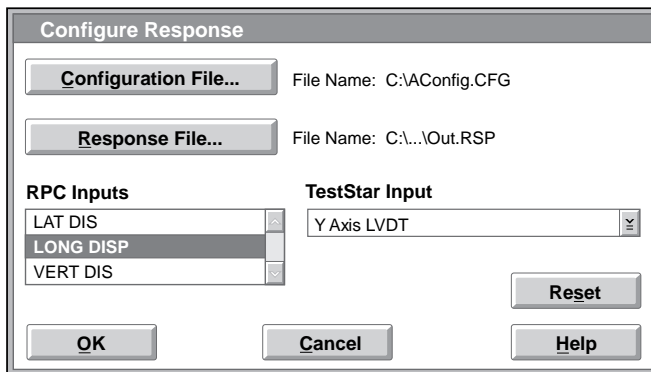 Configure Response
Configuration File... File Name: C:\AConfig.CFG
Response File... File Name: C:\...\Out.RSP
RPC Inputs TestStar Input
LAT DIS Y Axis LVDT
LONG DISP
VERT DIS
Reset
OK Cancel Help